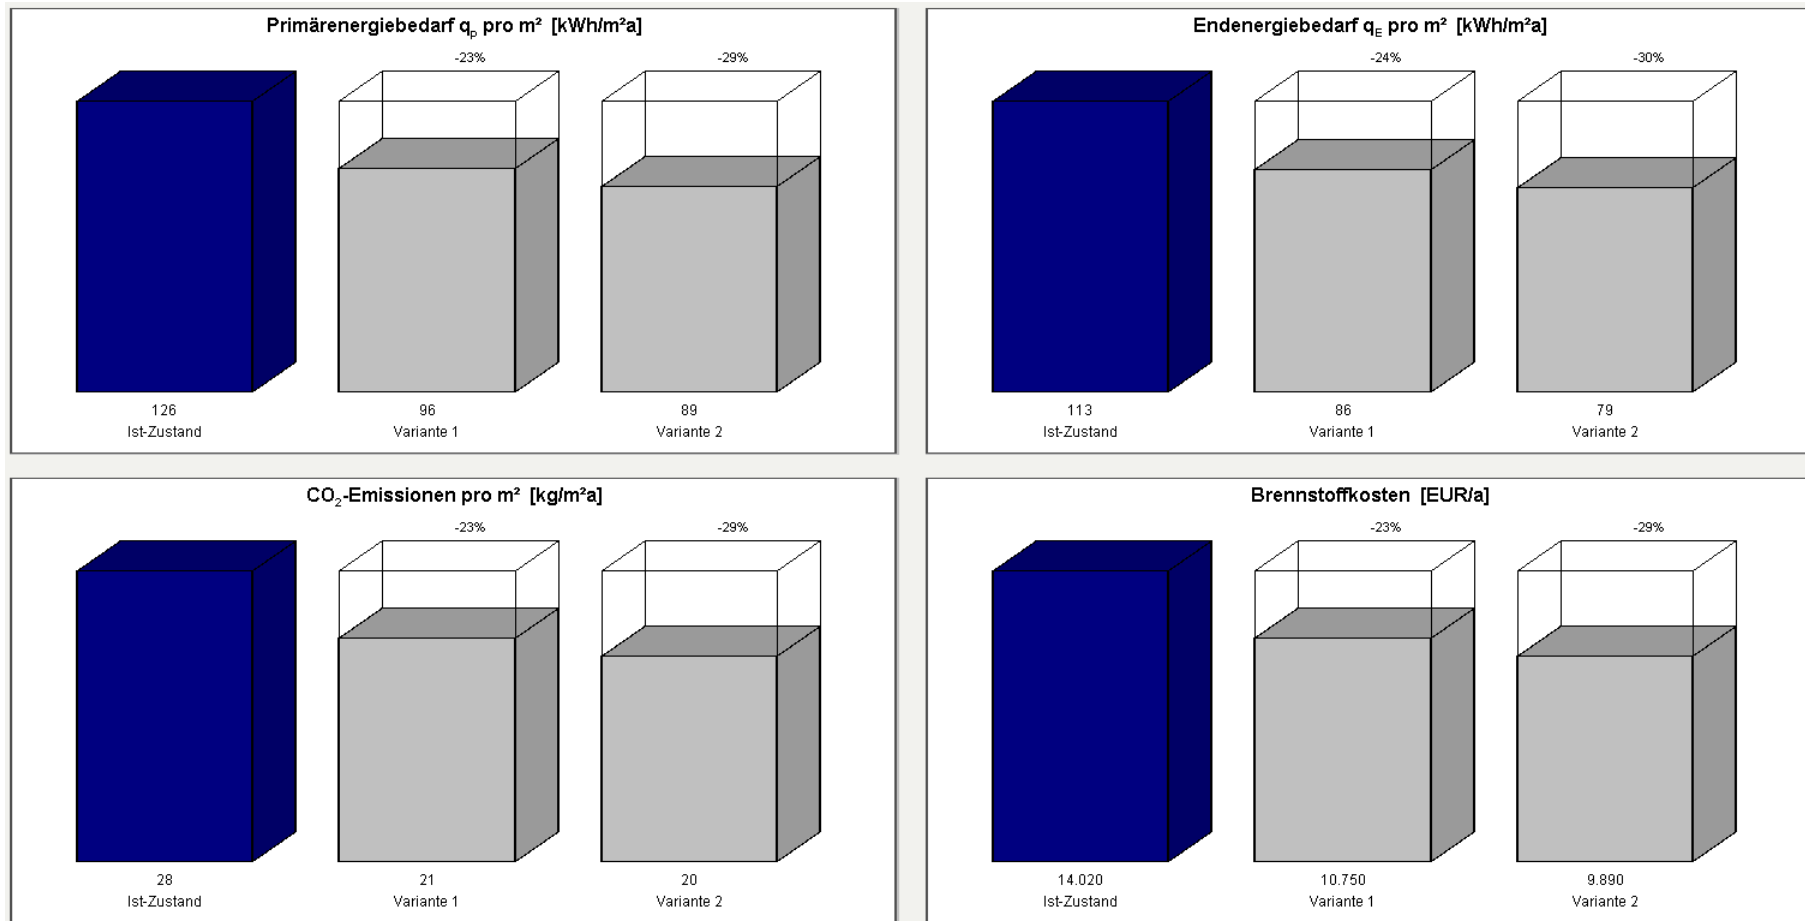 Primärenergiebedarf qp pro m² [kWh/m²a]
-23%
-29%
126
96
89
Ist-Zustand
Variante 1
Variante 2
Endenergiebedarf qE pro m² [kWh/m²a]
-24%
-30%
113
86
79
Ist-Zustand
Variante 1
Variante 2
CO₂-Emissionen pro m² [kg/m²a]
-23%
-29%
28
21
20
Ist-Zustand
Variante 1
Variante 2
Brennstoffkosten [EUR/a]
-23%
-29%
14.020
10.750
9.890
Ist-Zustand
Variante 1
Variante 2